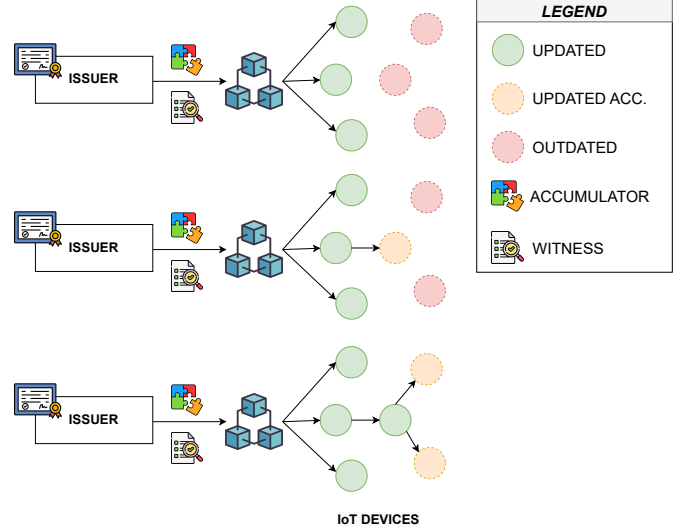 LEGEND
UPDATED
UPDATED ACC.
OUTDATED
ACCUMULATOR
WITNESS
ISSUER
ISSUER
ISSUER
IoT DEVICES